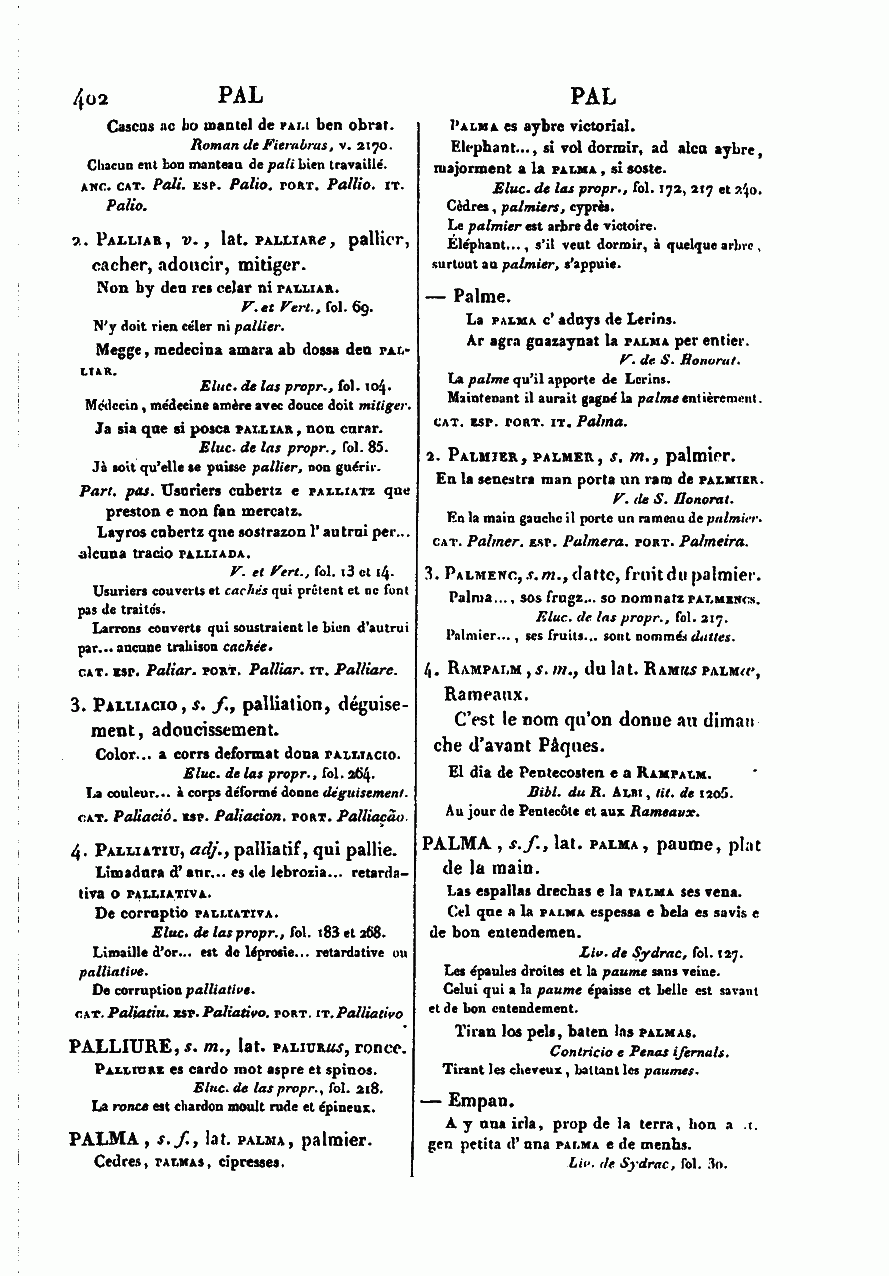 402 PAL
Cascus ac bo mantel de PALI ben obrat.
Roman de Fierabras, v. 2170.
Chacun eut bon manteau de pali bien travaillé.
ANC. CAT. Pali. ESP. Palio. PORT. Pallio. IT.
Palio.
2. PALLIAR, v., lat. PALLIARe, pallier,
cacher, adoucir, mitiger.
Non hy deu res celar ni PALLIAR.
V. et Vert., fol. 69.
N'y doit rien céler ni pallier.
Megge, medecina amara ab dossa deu PAL-
LIAR.
Eluc. de las propr., fol. 104.
Médecin, médecine amère avec douce doit mitiger.
Ja sia que si posca PALLIAR, non curar.
Eluc. de las propr., fol. 85.
Jà soit qu'elle se puisse pallier, non guérir.
Part. pas. Usuriers cubertz e PALLIATZ que
preston e non fan mercatz.
Layros cubertz que sostrazon l'autrui per...
alcuna tracio PALLIADA.
V. et Vert., fol. 13 et 14.
Usuriers couverts et cachés qui prêtent et ne font
pas de traités.
Larrons couverts qui soustraient le bien d'autrui
par... aucune trahison cachée.
CAT. ESP. Paliar. PORT. Palliar. IT. Palliare.
3. PALLIACIO, s. f., palliation, déguise-
ment, adoucissement.
Color... a corrs deformat dona PALLIACIO.
Eluc. de las propr., fol. 264.
La couleur... à corps déformé donne déguisement.
CAT. Paliació. ESP. Paliacion. PORT. Palliação.
4. PALLIATIU, adj., palliatif, qui pallie.
Limadura d'aur... es de lebrozia... retarda-
tiva o PALLIATIVA.
De corruptio PALLIATIVA.
Eluc. de las propr., fol. 183 et 268.
Limaille d'or... est de léprosie... retardative ou
palliative.
De corruption palliative.
CAT. Paliatiu. ESP. Paliativo. PORT. IT. Palliativo
PALLIURE, s. m., lat. PALIURus, ronce.
PALLIURE es cardo mot aspre et spinos.
Eluc. de las propr., fol. 218.
La ronce est chardon moult rude et épineux.
PALMA, s. f., lat. PALMA, palmier.
Cedres, PALMAS, cipresses.
PAL
PALMA es aybre victorial.
Elephant..., si vol dormir, ad alcu aybre,
majorment a la PALMA, si soste.
Eluc. de las propr., fol. 172, 217 et 240.
Cèdres, palmiers, cyprès.
Le palmier est arbre de victoire.
Éléphant..., s'il veut dormir, à quelque arbre,
surtout au palmier, s'appuie.
— Palme.
La PALMA c'aduys de Lerins.
Ar agra guazaynat la PALMA per entier.
V. de S. Honorat.
La palme qu'il apporte de Lerins.
Maintenant il aurait gagné la palme entièrement.
CAT. ESP. PORT. IT. Palma.
2. PALMIER, PALMER, s. m., palmier.
En la senestra man porta un ram de PALMIER.
V. de S. Honorat.
En la main gauche il porte un rameau de palmier.
CAT. Palmer. ESP. Palmera. PORT. Palmeira.
3. PALMENC, s. m., datte, fruit du palmier.
Palma..., sos frugz... so nomnatz PALMENCS.
Eluc. de las propr., fol. 217.
Palmier..., ses fruits... sont nommés dattes.
4. RAMPALM, s. m., du lat. RAMus PALMæ,
Rameaux.
C'est le nom qu'on donne au diman
che d'avant Pâques.
El dia de Pentecosten e a RAMPALM.
Bibl. du R. ALBI, tit. de 1205.
Au jour de Pentecôte et aux Rameaux.
PALMA, s. f., lat. PALMA, paume, plat
de la main.
Las espallas drechas e la PALMA ses vena.
Cel que a la PALMA espessa e bela es savis e
de bon entendemen.
Liv. de Sydrac, fol. 127.
Les épaules droites et la paume sans veine.
Celui qui a la paume épaisse et belle est savant
et de bon entendement.
Tiran los pels, baten las PALMAS.
Contricio e Penas ifernals.
Tirant les cheveux, battant les paumes.
— Empan.
A y una irla, prop de la terra, hon a .I.
gen petita d'una PALMA e de menhs.
Liv. de Sydrac, fol. 30.